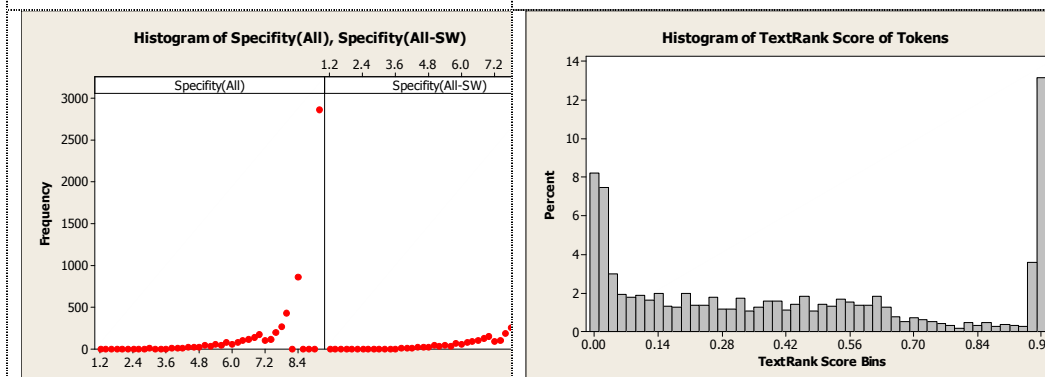 Histogram of Specifity(All), Specifity(All-SW)
1.2 2.4 3.6 4.8 6.0 7.2
Specifity(All) Specifity(All-SW)
3000
2500
2000
1500
1000
500
0
Frequency
1.2 2.4 3.6 4.8 6.0 7.2 8.4
Histogram of TextRank Score of Tokens
14
12
10
8
6
4
2
0
Percent
0.00 0.14 0.28 0.42 0.56 0.70 0.84 0.9
TextRank Score Bins